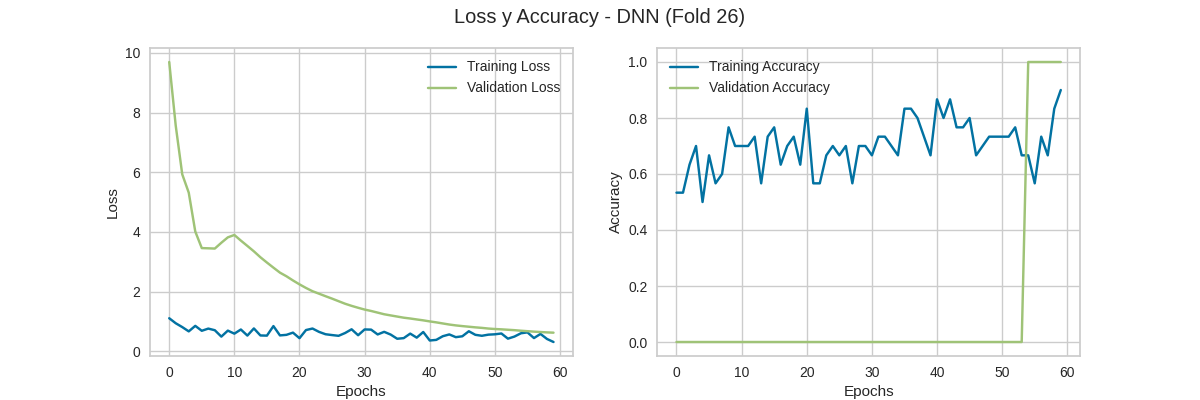 Loss y Accuracy - DNN (Fold 26)
10
8
6
4
2
0
Loss
0 10 20 30 40 50 60
Epochs
Training Loss
Validation Loss
1.0
0.8
0.6
0.4
0.2
0.0
Accuracy
0 10 20 30 40 50 60
Epochs
Training Accuracy
Validation Accuracy